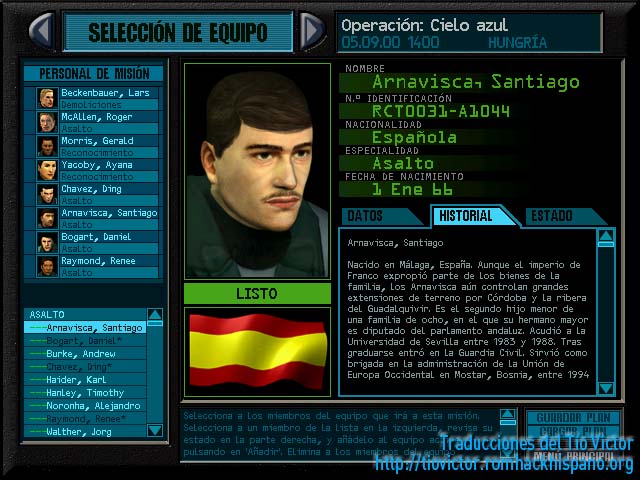 SELECCIÓN DE EQUIPO
Operación: Cielo azul
05.09.00 1400 HUNGRÍA
PERSONAL DE MISIÓN
Beckenbauer, Lars
Demoliciones
McAllen, Roger
Asalto
Morris, Gerald
Reconocimiento
Yacoby, Ayana
Reconocimiento
Chavez, Ding
Asalto
Arnavisca, Santiago
Asalto
Bogart, Daniel
Asalto
Raymond, Renee
Asalto
ASALTO
Arnavisca, Santiago
Bogart, Daniel*
Burke, Andrew
Chavez, Ding*
Haider, Karl
Hanley, Timothy
Noronha, Alejandro
Raymond, Renee*
Walther, Jorg
LISTO
NOMBRE
Arnavisca, Santiago
N.º IDENTIFICACIÓN
RCT0031-A1044
NACIONALIDAD
Española
ESPECIALIDAD
Asalto
FECHA DE NACIMIENTO
1 Ene 66
DATOS
HISTORIAL
ESTADO
Arnavisca, Santiago
Nacido en Málaga, España. Aunque el imperio de
Franco expropió parte de los bienes de la
familia, los Arnavisca aún controlan grandes
extensiones de terreno por Córdoba y la ribera
del Guadalquivir. Es el segundo hijo menor de
una familia de ocho, en el que su hermano mayor
es diputado del parlamento andaluz. Acudió a la
Universidad de Sevilla entre 1983 y 1988. Tras
graduarse entró en la Guardia Civil. Sirvió como
brigada en la administración de la Unión de
Europa Occidental en Mostar, Bosnia, entre 1994
Selecciona a los miembros del equipo que irá a esta misión.
Selecciona a un miembro de la lista en la izquierda, revisa su
estado en la parte derecha, y añádelo al equipo
pulsando en 'Añadir'. Elimina a los miembros del
GUARDAR PLAN
CARGAR PLAN
MENÚ PRINCIPAL
Traducciones del Tío Víctor
http://tiovictor.romhackhispano.org